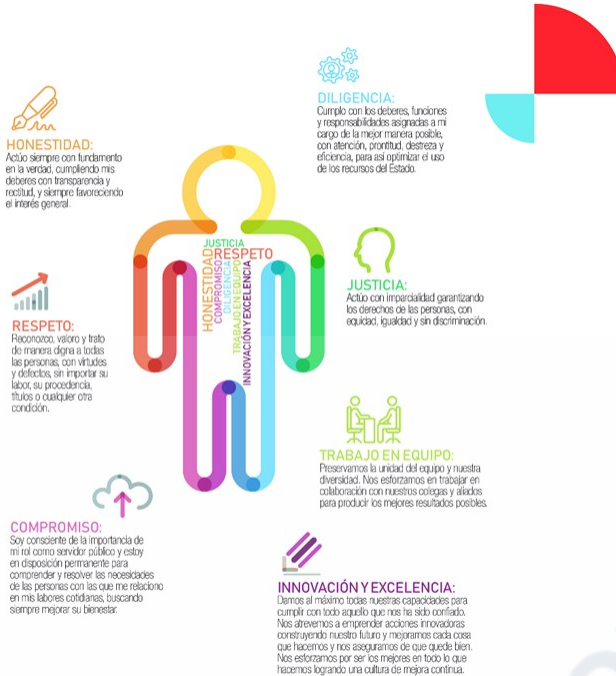 HONESTIDAD:
Actúo siempre con fundamento
en la verdad, cumpliendo mis
deberes con transparencia y
rectitud, y siempre favoreciendo
el interés general.
DILIGENCIA:
Cumplo con los deberes, funciones
y responsabilidades asignadas a mi
cargo de la mejor manera posible,
con atención, prontitud, destreza y
eficiencia, para así optimizar el uso
de los recursos del Estado.
JUSTICIA
RESPETO
HONESTIDAD
COMPROMISO
DILIGENCIA
TRABAJO EN EQUIPO
INNOVACIÓN Y EXCELENCIA
RESPETO:
Reconozco, valoro y trato
de manera digna a todas
las personas, con virtudes
y defectos, sin importar su
labor, su procedencia,
títulos o cualquier otra
condición.
JUSTICIA:
Actúo con imparcialidad garantizando
los derechos de las personas, con
equidad, igualdad y sin discriminación.
TRABAJO EN EQUIPO:
Preservamos la unidad del equipo y nuestra
diversidad. Nos esforzamos en trabajar en
colaboración con nuestros colegas y aliados
para producir los mejores resultados posibles.
COMPROMISO:
Soy consciente de la importancia de
mi rol como servidor público y estoy
en disposición permanente para
comprender y resolver las necesidades
de las personas con las que me relaciono
en mis labores cotidianas, buscando
siempre mejorar su bienestar.
INNOVACIÓN Y EXCELENCIA:
Damos al máximo todas nuestras capacidades para
cumplir con todo aquello que nos ha sido confiado.
Nos atrevemos a emprender acciones innovadoras
construyendo nuestro futuro y mejoramos cada cosa
que hacemos y nos aseguramos de que quede bien.
Nos esforzamos por ser los mejores en todo lo que
hacemos logrando una cultura de mejora continua.